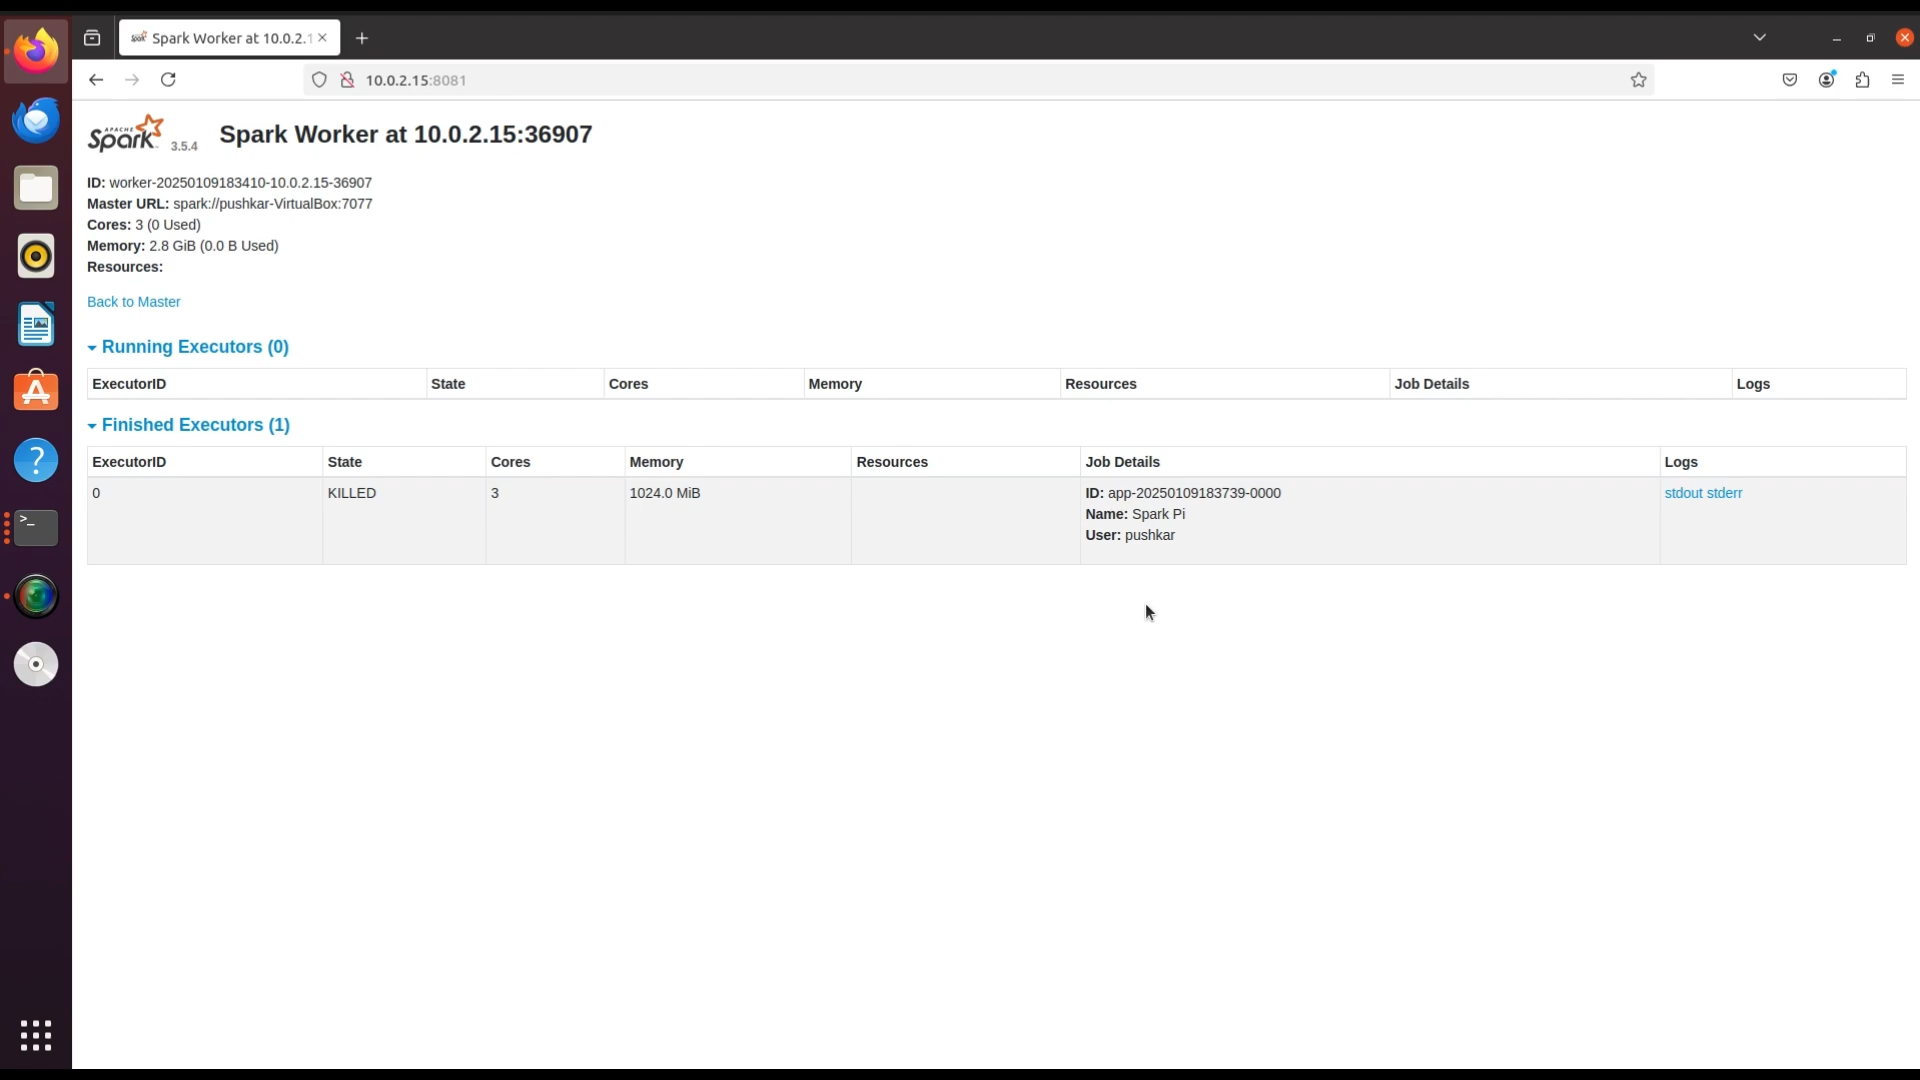 Spark Worker at 10.0.2.1
10.0.2.15:8081
APACHE
Spark 3.5.4
Spark Worker at 10.0.2.15:36907
ID: worker-20250109183410-10.0.2.15-36907
Master URL: spark://pushkar-VirtualBox:7077
Cores: 3 (0 Used)
Memory: 2.8 GiB (0.0 B Used)
Resources:
Back to Master
Running Executors (0)
ExecutorID State Cores Memory Resources Job Details Logs
Finished Executors (1)
ExecutorID State Cores Memory Resources Job Details Logs
0 KILLED 3 1024.0 MiB ID: app-20250109183739-0000 stdout stderr
Name: Spark Pi
User: pushkar